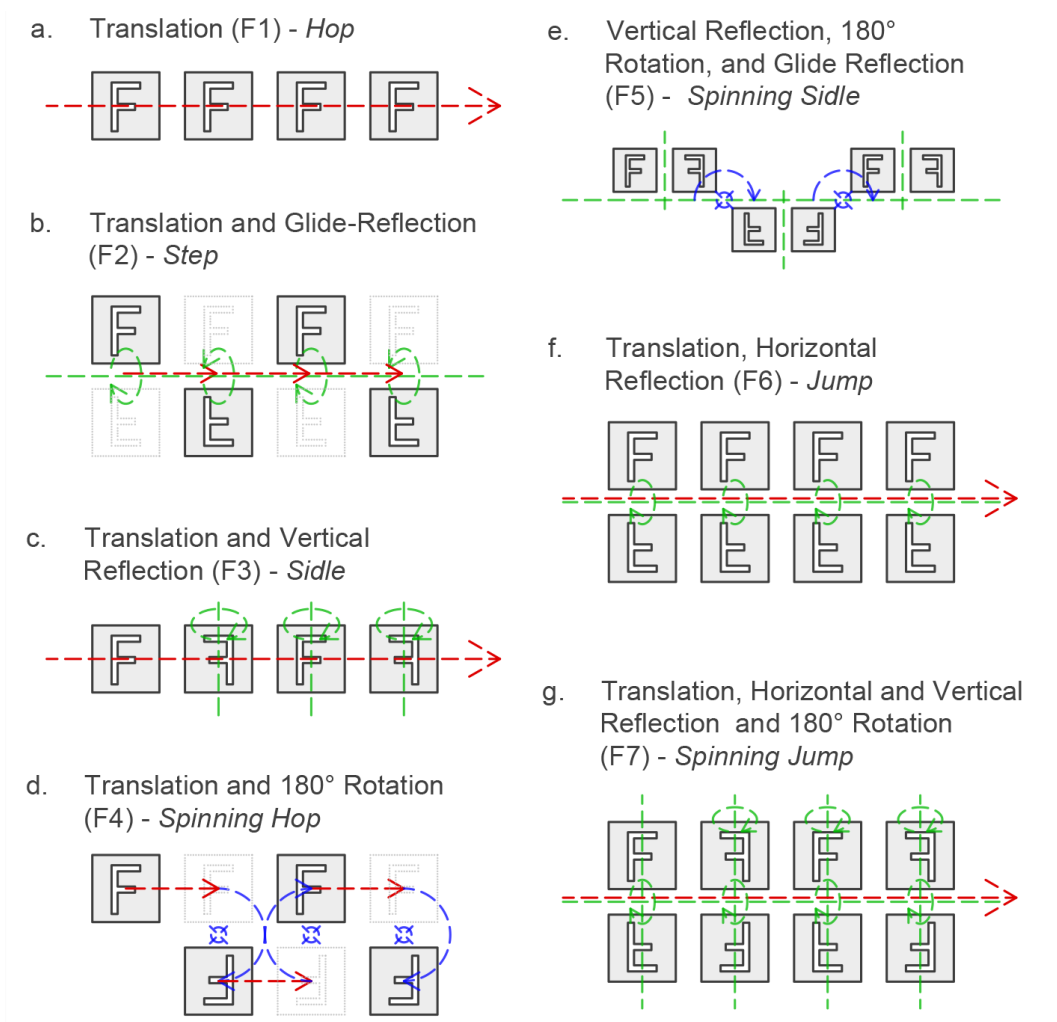 a. Translation (F1) - Hop
F F F F
b. Translation and Glide-Reflection
(F2) - Step
F F F F
F F F F
c. Translation and Vertical
Reflection (F3) - Sidle
F F F F
d. Translation and 180° Rotation
(F4) - Spinning Hop
F F F F
F F F
e. Vertical Reflection, 180°
Rotation, and Glide Reflection
(F5) - Spinning Sidle
F F F F
F F
f. Translation, Horizontal
Reflection (F6) - Jump
F F F F
F F F F
g. Translation, Horizontal and Vertical
Reflection and 180° Rotation
(F7) - Spinning Jump
F F F F
F F F F